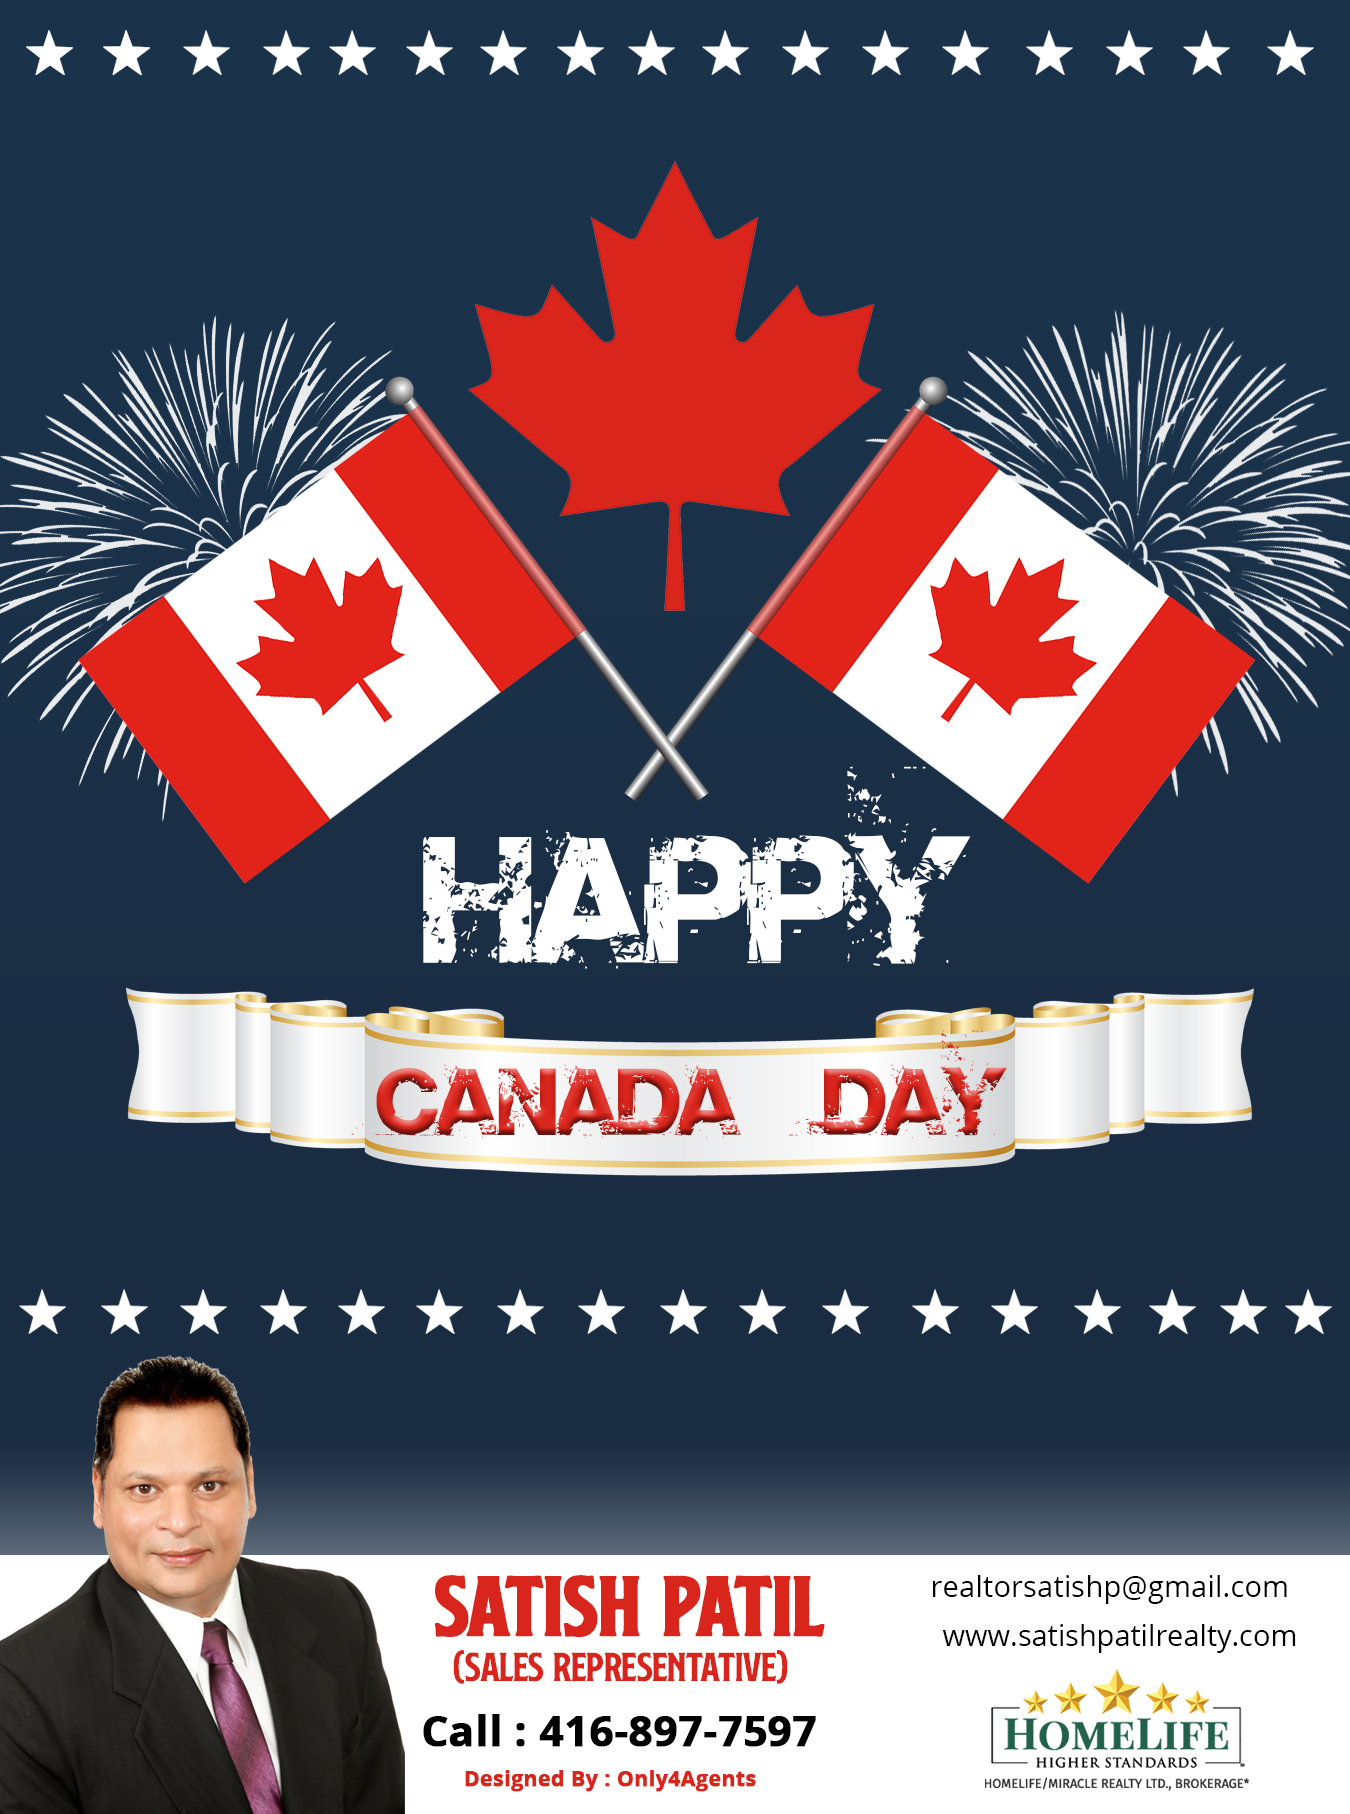 HAPPY
CANADA DAY
SATISH PATIL
(SALES REPRESENTATIVE)
Call : 416-897-7597
Designed By : Only4Agents
realtorsatishp@gmail.com
www.satishpatilrealty.com
HOMELIFE
HIGHER STANDARDS
HOMELIFE/MIRACLE REALTY LTD., BROKERAGE*